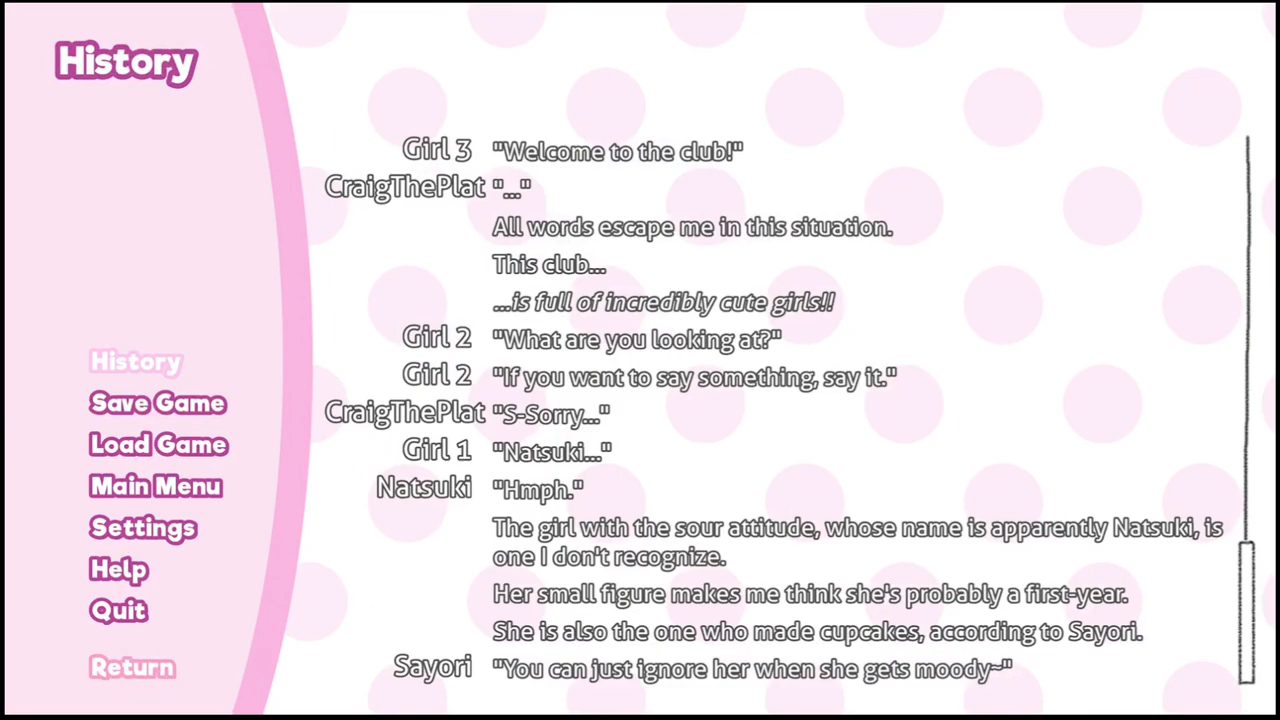 History
Girl 3 "Welcome to the club!"
CraigThePlat "..."
All words escape me in this situation.
This club...
...is full of incredibly cute girls!!
Girl 2 "What are you looking at?"
Girl 2 "If you want to say something, say it."
CraigThePlat "S-Sorry..."
Girl 1 "Natsuki..."
Natsuki "Hmph."
The girl with the sour attitude, whose name is apparently Natsuki, is
one I don't recognize.
Her small figure makes me think she's probably a first-year.
She is also the one who made cupcakes, according to Sayori.
Sayori "You can just ignore her when she gets moody~"
History
Save Game
Load Game
Main Menu
Settings
Help
Quit
Return